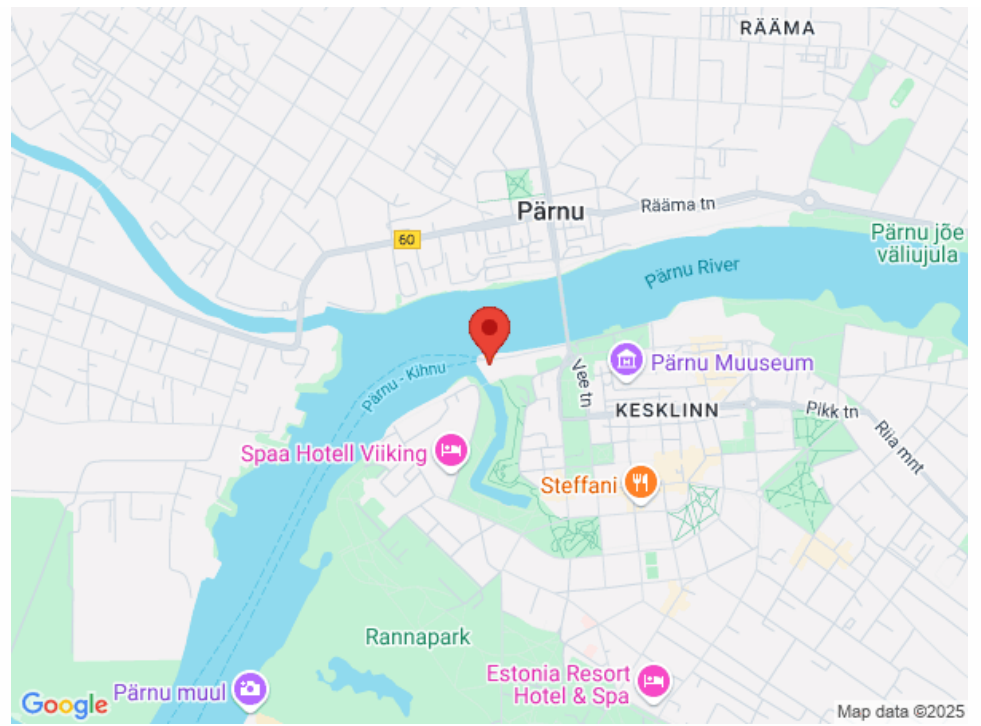 RÄÄMA
Pärnu
Rääma tn
60
Pärnu jõe
väliujula
Pärnu River
Pärnu - Kihnu
Vee tn
Pärnu Muuseum
KESKLINN
Pikk tn
Riia mnt
Spaa Hotell Viiking
Steffani
Rannapark
Estonia Resort
Hotel & Spa
Pärnu muul
Google
Map data ©2025